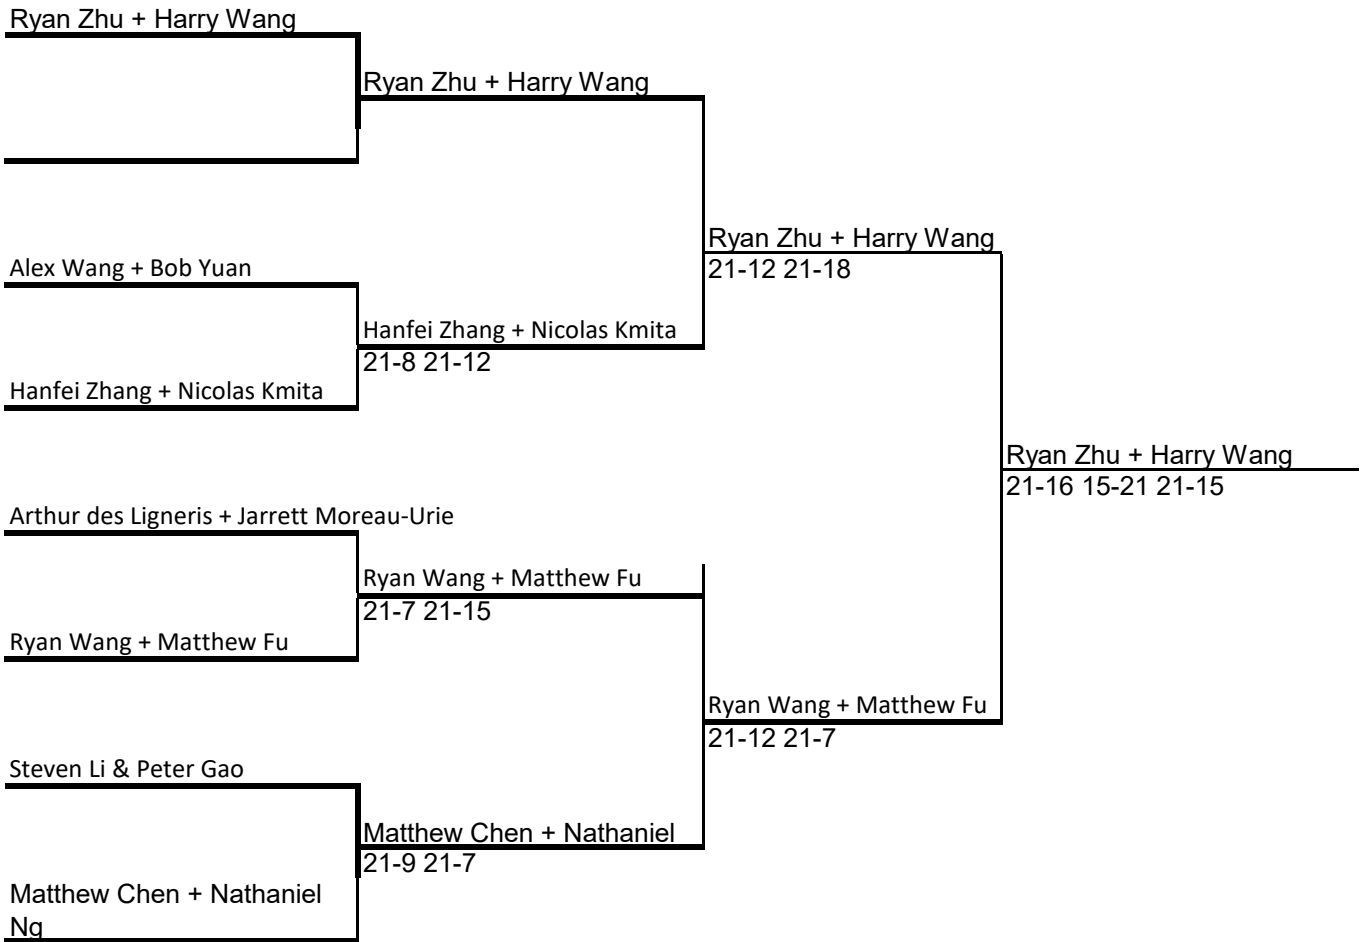 Ryan Zhu + Harry Wang
Ryan Zhu + Harry Wang
Ryan Zhu + Harry Wang
21-12 21-18
Alex Wang + Bob Yuan
Hanfei Zhang + Nicolas Kmita
21-8 21-12
Hanfei Zhang + Nicolas Kmita
Ryan Zhu + Harry Wang
21-16 15-21 21-15
Arthur des Ligneris + Jarrett Moreau-Urie
Ryan Wang + Matthew Fu
21-7 21-15
Ryan Wang + Matthew Fu
Ryan Wang + Matthew Fu
21-12 21-7
Steven Li & Peter Gao
Matthew Chen + Nathaniel
21-9 21-7
Matthew Chen + Nathaniel
Ng